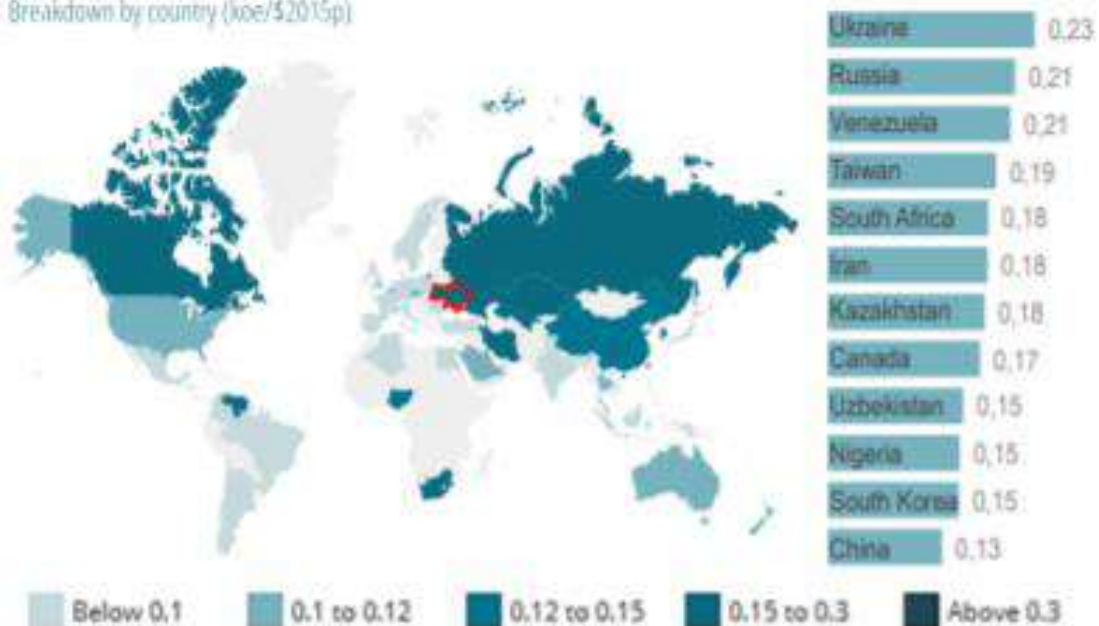 Breakdown by country (koe/$2015p)
Ukraine 0,23
Russia 0,21
Venezuela 0,21
Taiwan 0,19
South Africa 0,18
Iran 0,18
Kazakhstan 0,18
Canada 0,17
Uzbekistan 0,15
Nigeria 0,15
South Korea 0,15
China 0,13
Below 0.1 0.1 to 0.12 0.12 to 0.15 0.15 to 0.3 Above 0.3